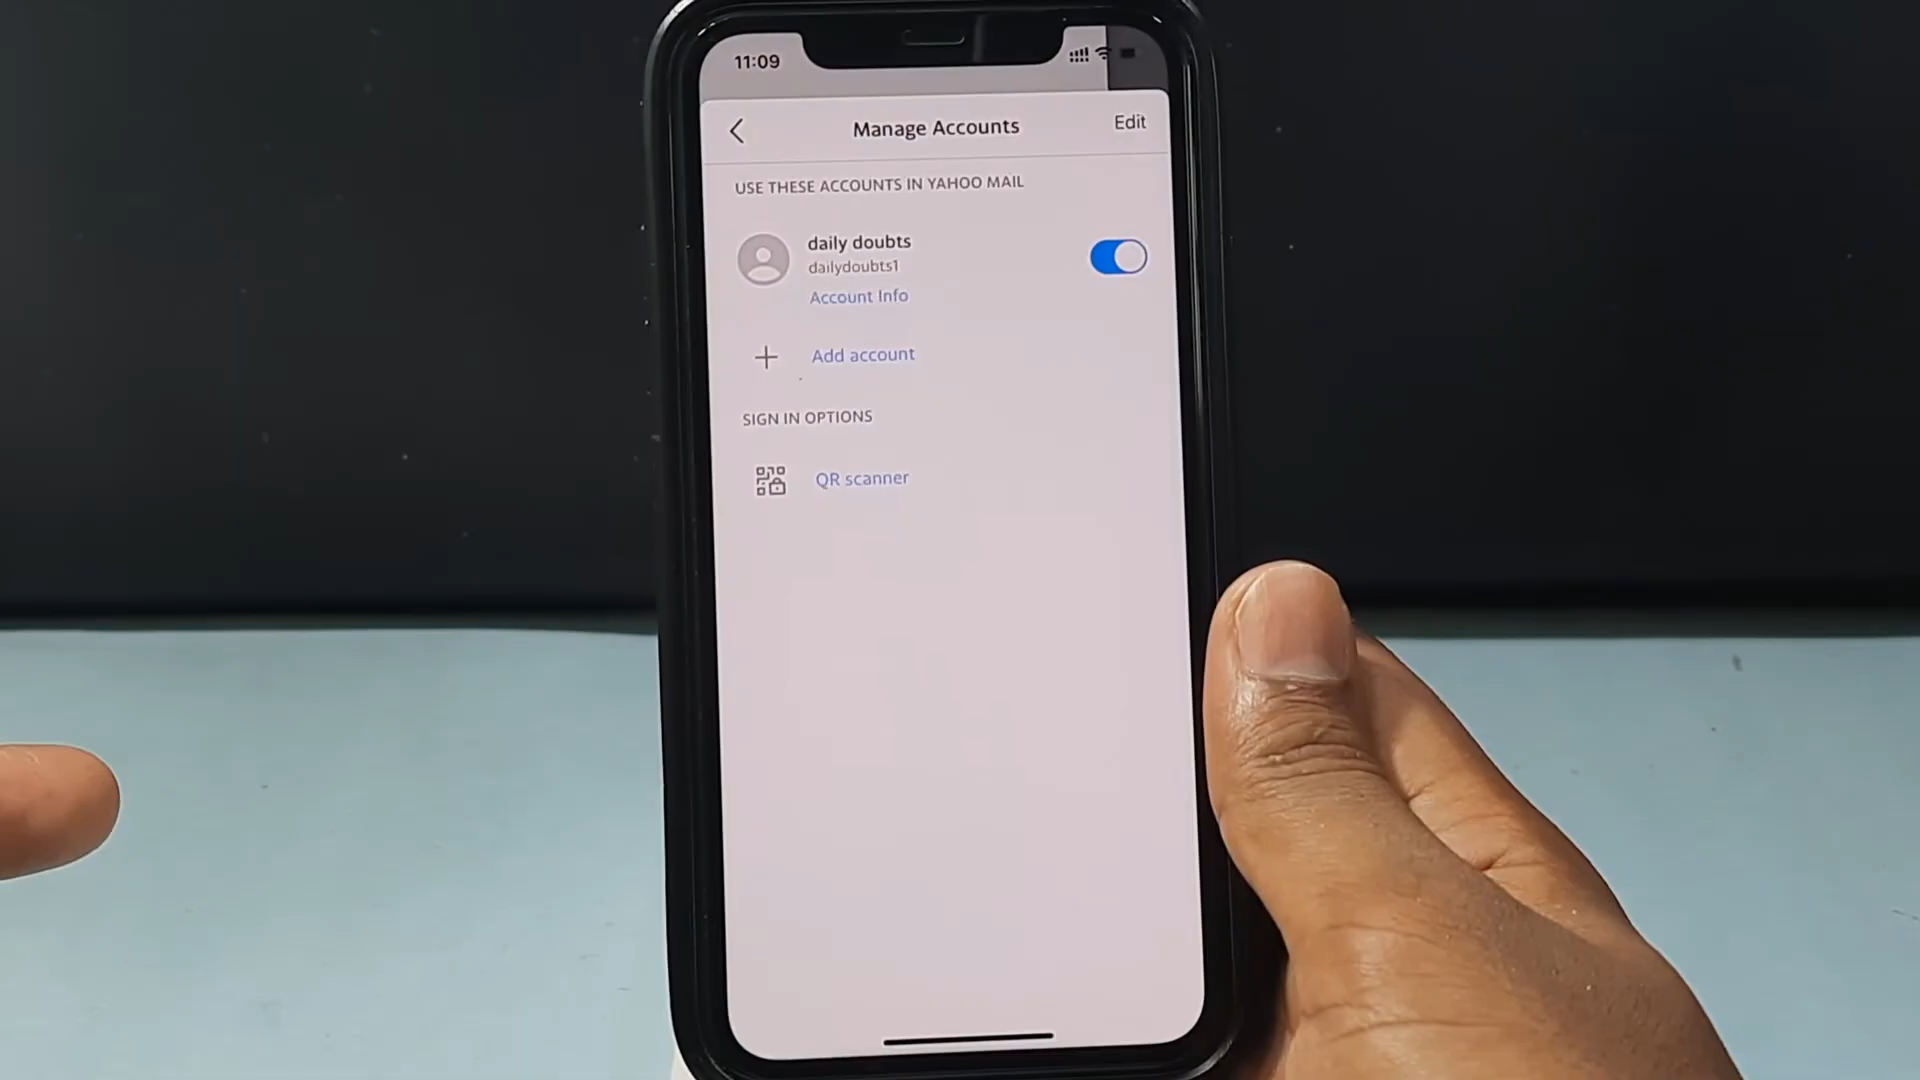 11:09
Manage Accounts
Edit
USE THESE ACCOUNTS IN YAHOO MAIL
daily doubts
dailydoubts1
Account Info
Add account
SIGN IN OPTIONS
QR scanner